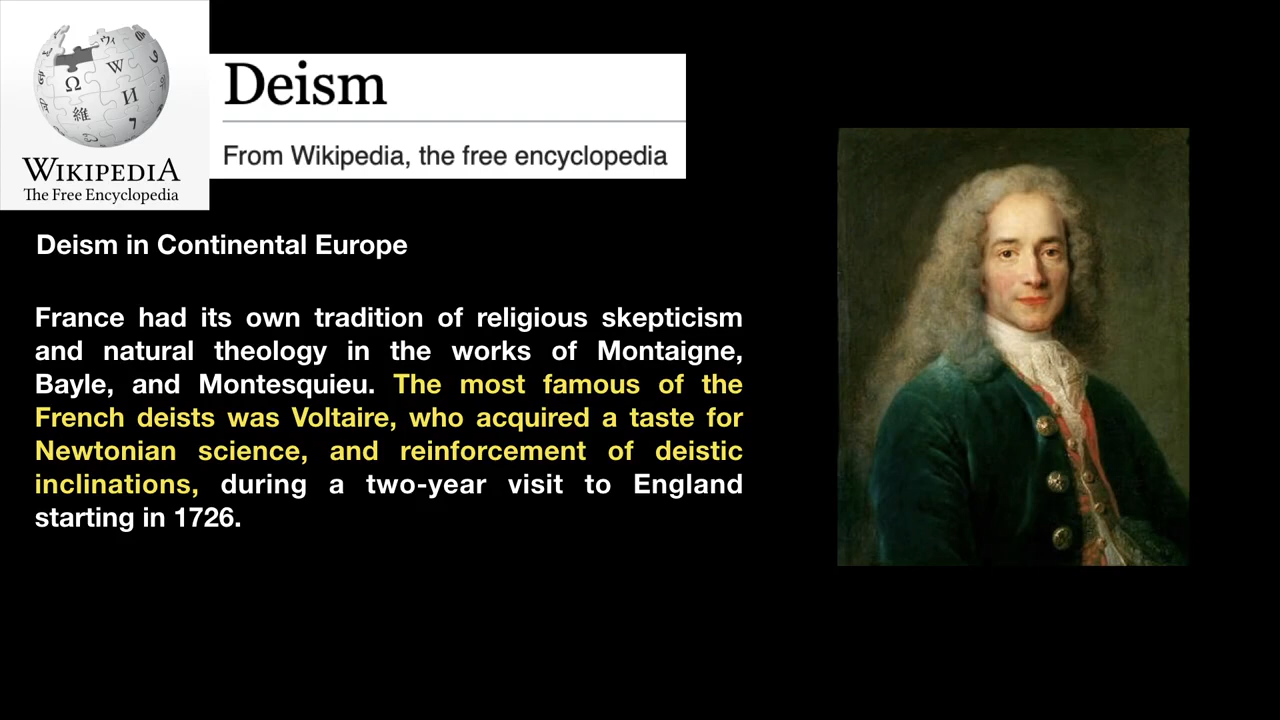 WIKIPEDIA
The Free Encyclopedia
Deism
From Wikipedia, the free encyclopedia
Deism in Continental Europe
France had its own tradition of religious skepticism
and natural theology in the works of Montaigne,
Bayle, and Montesquieu. The most famous of the
French deists was Voltaire, who acquired a taste for
Newtonian science, and reinforcement of deistic
inclinations, during a two-year visit to England
starting in 1726.